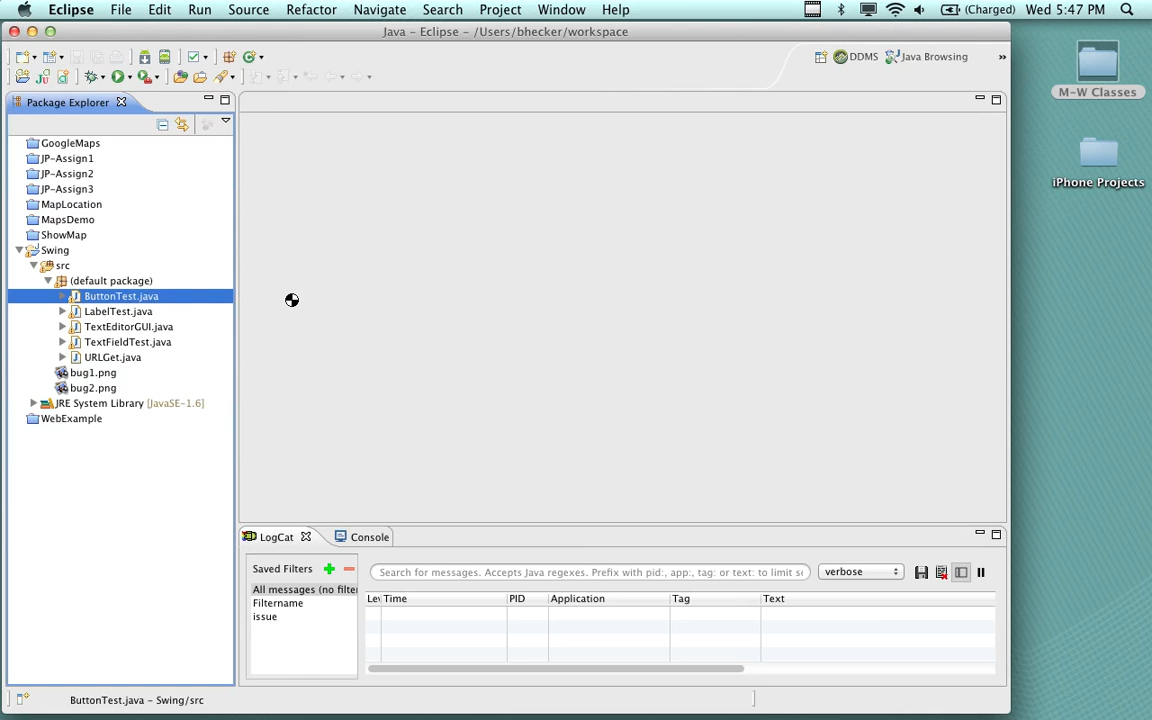 Eclipse File Edit Run Source Refactor Navigate Search Project Window Help (Charged) Wed 5:47 PM
Java - Eclipse - /Users/bhecker/workspace
DDMS Java Browsing »
Package Explorer
GoogleMaps
JP-Assign1
JP-Assign2
JP-Assign3
MapLocation
MapsDemo
ShowMap
Swing
src
(default package)
ButtonTest.java
LabelTest.java
TextEditorGUI.java
TextFieldTest.java
URLGet.java
bug1.png
bug2.png
JRE System Library [JavaSE-1.6]
WebExample
LogCat Console
Saved Filters
All messages (no filte
Filtername
issue
Search for messages. Accepts Java regexes. Prefix with pid:, app:, tag: or text: to limit sc verbose
Lev Time PID Application Tag Text
ButtonTest.java - Swing/src
M-W Classes
iPhone Projects